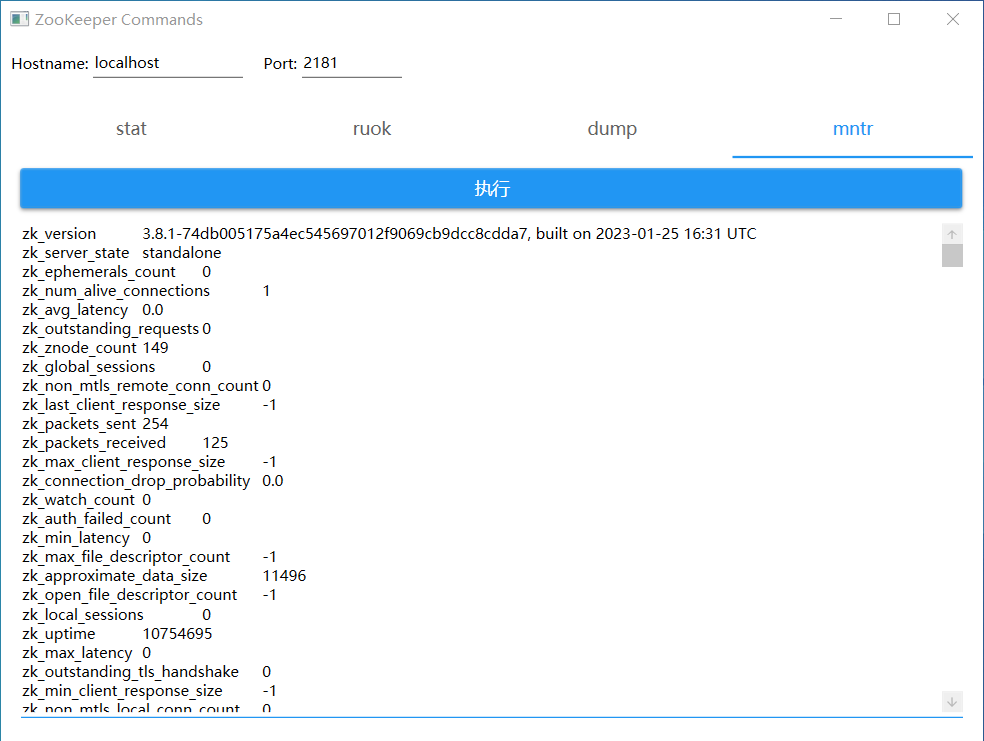 ZooKeeper Commands
Hostname: localhost Port: 2181
stat ruok dump mntr
执行
zk_version 3.8.1-74db005175a4ec545697012f9069cb9dcc8cdda7, built on 2023-01-25 16:31 UTC
zk_server_state standalone
zk_ephemerals_count 0
zk_num_alive_connections 1
zk_avg_latency 0.0
zk_outstanding_requests 0
zk_znode_count 149
zk_global_sessions 0
zk_non_mtls_remote_conn_count 0
zk_last_client_response_size -1
zk_packets_sent 254
zk_packets_received 125
zk_max_client_response_size -1
zk_connection_drop_probability 0.0
zk_watch_count 0
zk_auth_failed_count 0
zk_min_latency 0
zk_max_file_descriptor_count -1
zk_approximate_data_size 11496
zk_open_file_descriptor_count -1
zk_local_sessions 0
zk_uptime 10754695
zk_max_latency 0
zk_outstanding_tls_handshake 0
zk_min_client_response_size -1
zk_non_mtls_local_conn_count 0